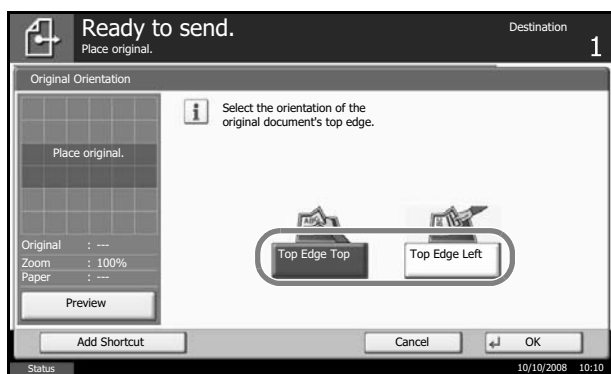 Ready to send.
Destination
Place original.
1
Original Orientation
Select the orientation of the
original document's top edge.
Place original.
Top Edge Top
Top Edge Left
Original : ---
Zoom : 100%
Paper : ---
Preview
Add Shortcut
Cancel
OK
Status
10/10/2008 10:10